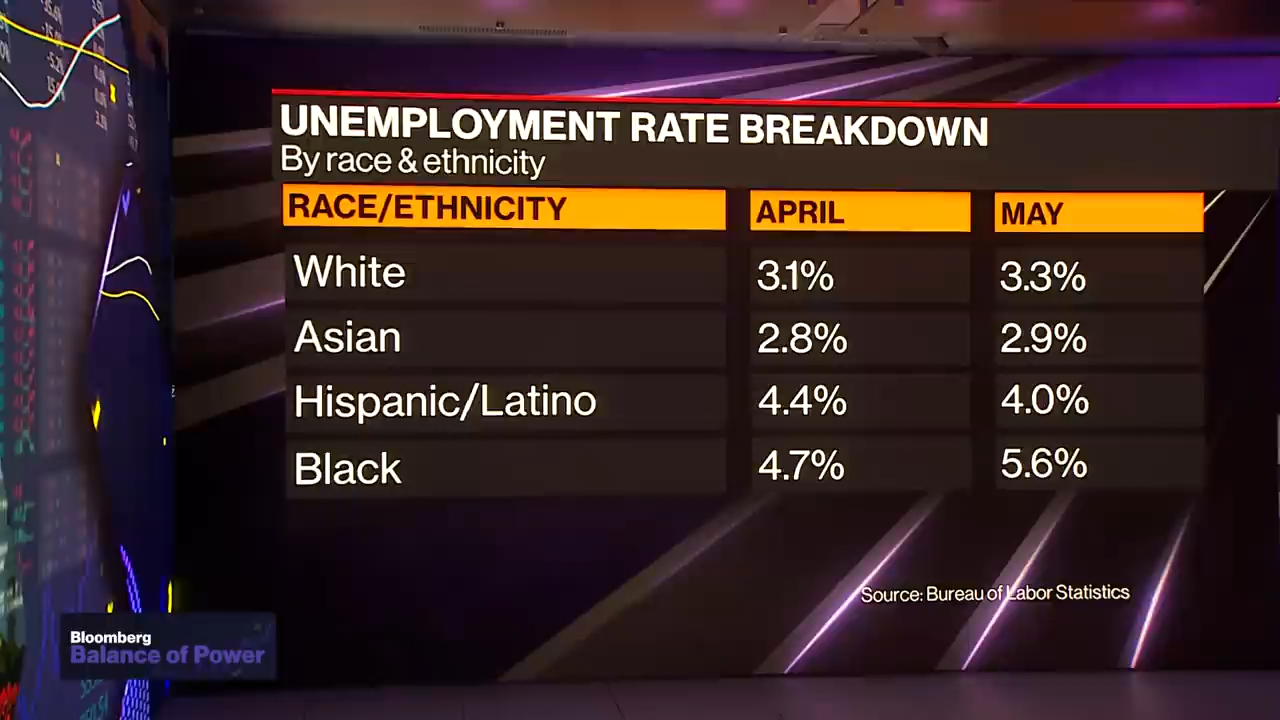 UNEMPLOYMENT RATE BREAKDOWN
By race & ethnicity
RACE/ETHNICITY APRIL MAY
White 3.1% 3.3%
Asian 2.8% 2.9%
Hispanic/Latino 4.4% 4.0%
Black 4.7% 5.6%
Source: Bureau of Labor Statistics
Bloomberg
Balance of Power